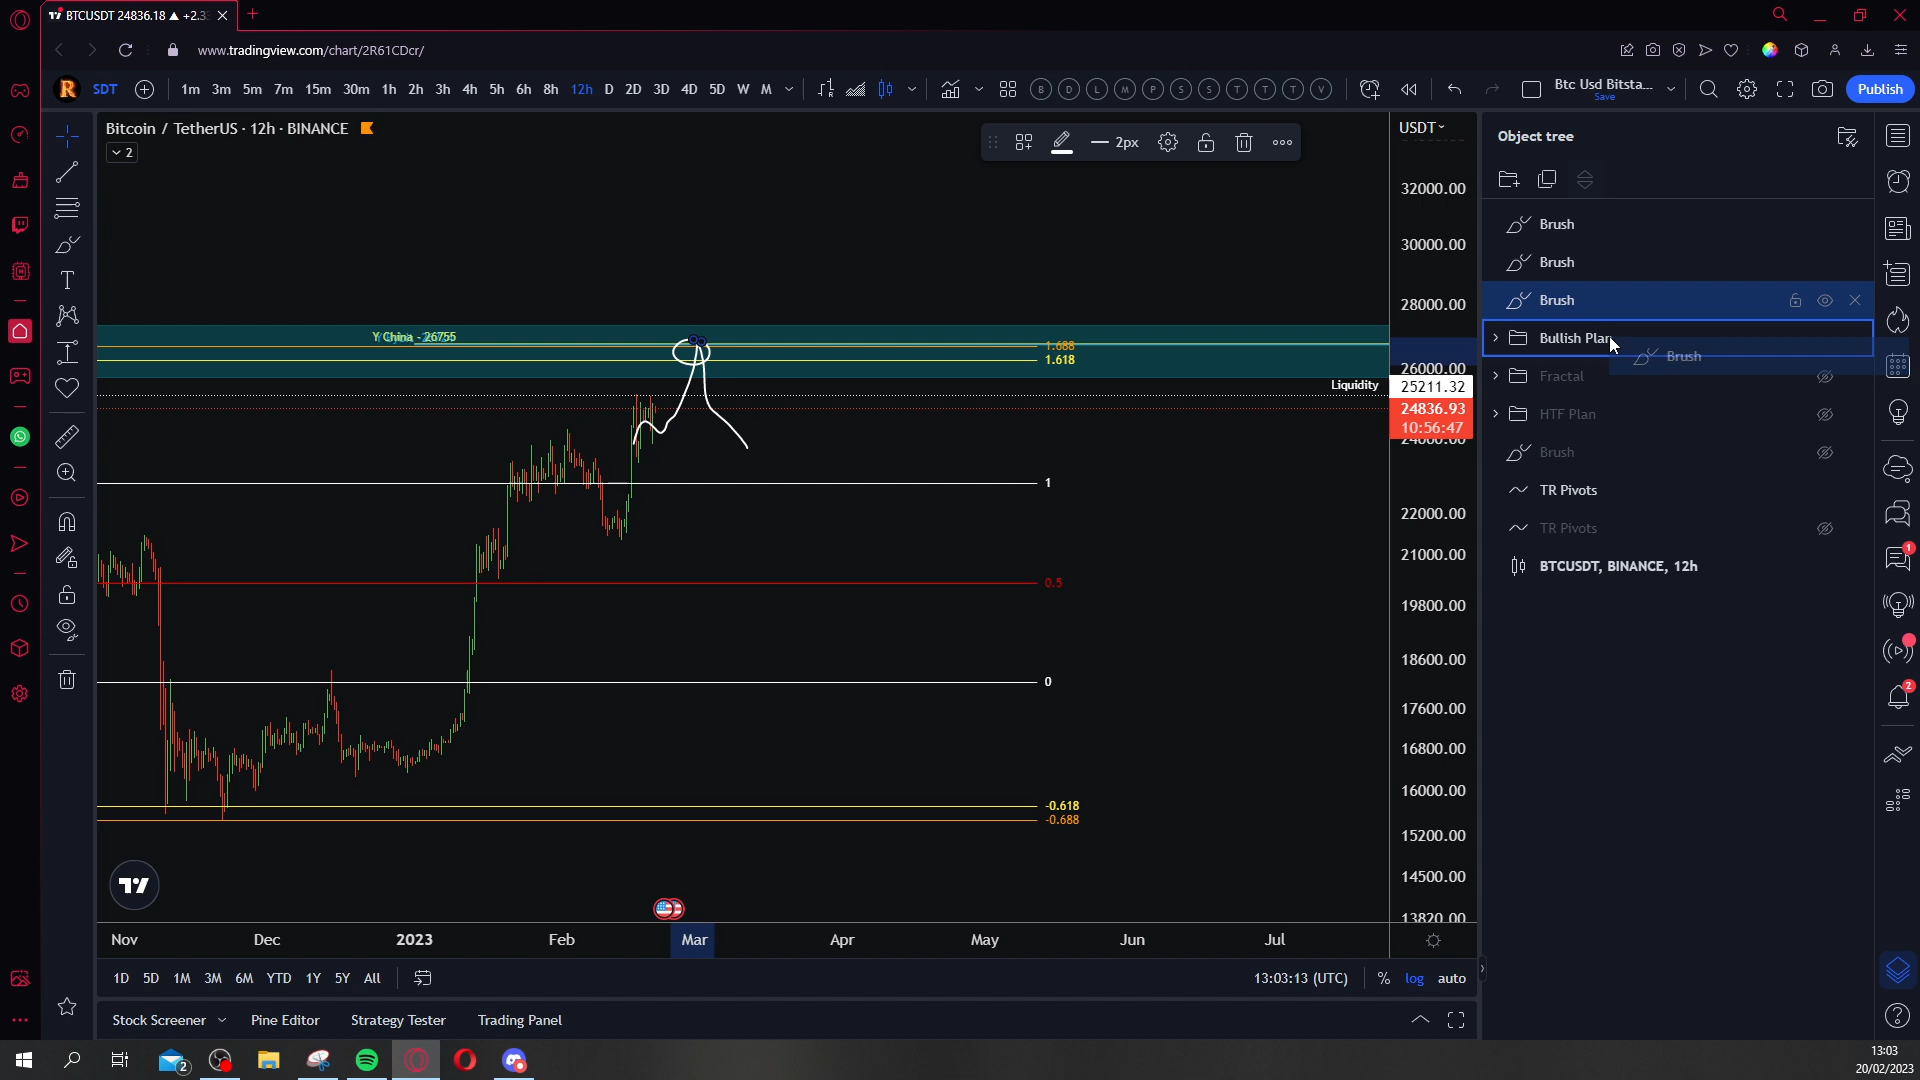 BTCUSDT 24836.18 ▲ +2.3
www.tradingview.com/chart/2R61CDcr/
SDT 1m 3m 5m 7m 15m 30m 1h 2h 3h 4h 5h 6h 8h 12h D 2D 3D 4D 5D W M B D L M P S S T T T V Btc Usd Bitsta... Save Publish
Bitcoin / TetherUS · 12h · BINANCE
2
2px
USDT
Object tree
32000.00
30000.00
28000.00
26000.00
25211.32
24836.93
10:56:47
24000.00
22000.00
21000.00
19800.00
18600.00
17600.00
16800.00
16000.00
15200.00
14500.00
13820.00
Y China - 26755
1.688
1.618
Liquidity
1
0.5
0
-0.618
-0.688
Brush
Brush
Brush
Bullish Plan
Brush
Fractal
HTF Plan
Brush
TR Pivots
TR Pivots
BTCUSDT, BINANCE, 12h
1
2
Nov Dec 2023 Feb Mar Apr May Jun Jul
1D 5D 1M 3M 6M YTD 1Y 5Y All 13:03:13 (UTC) % log auto
Stock Screener Pine Editor Strategy Tester Trading Panel
2
13:03
20/02/2023